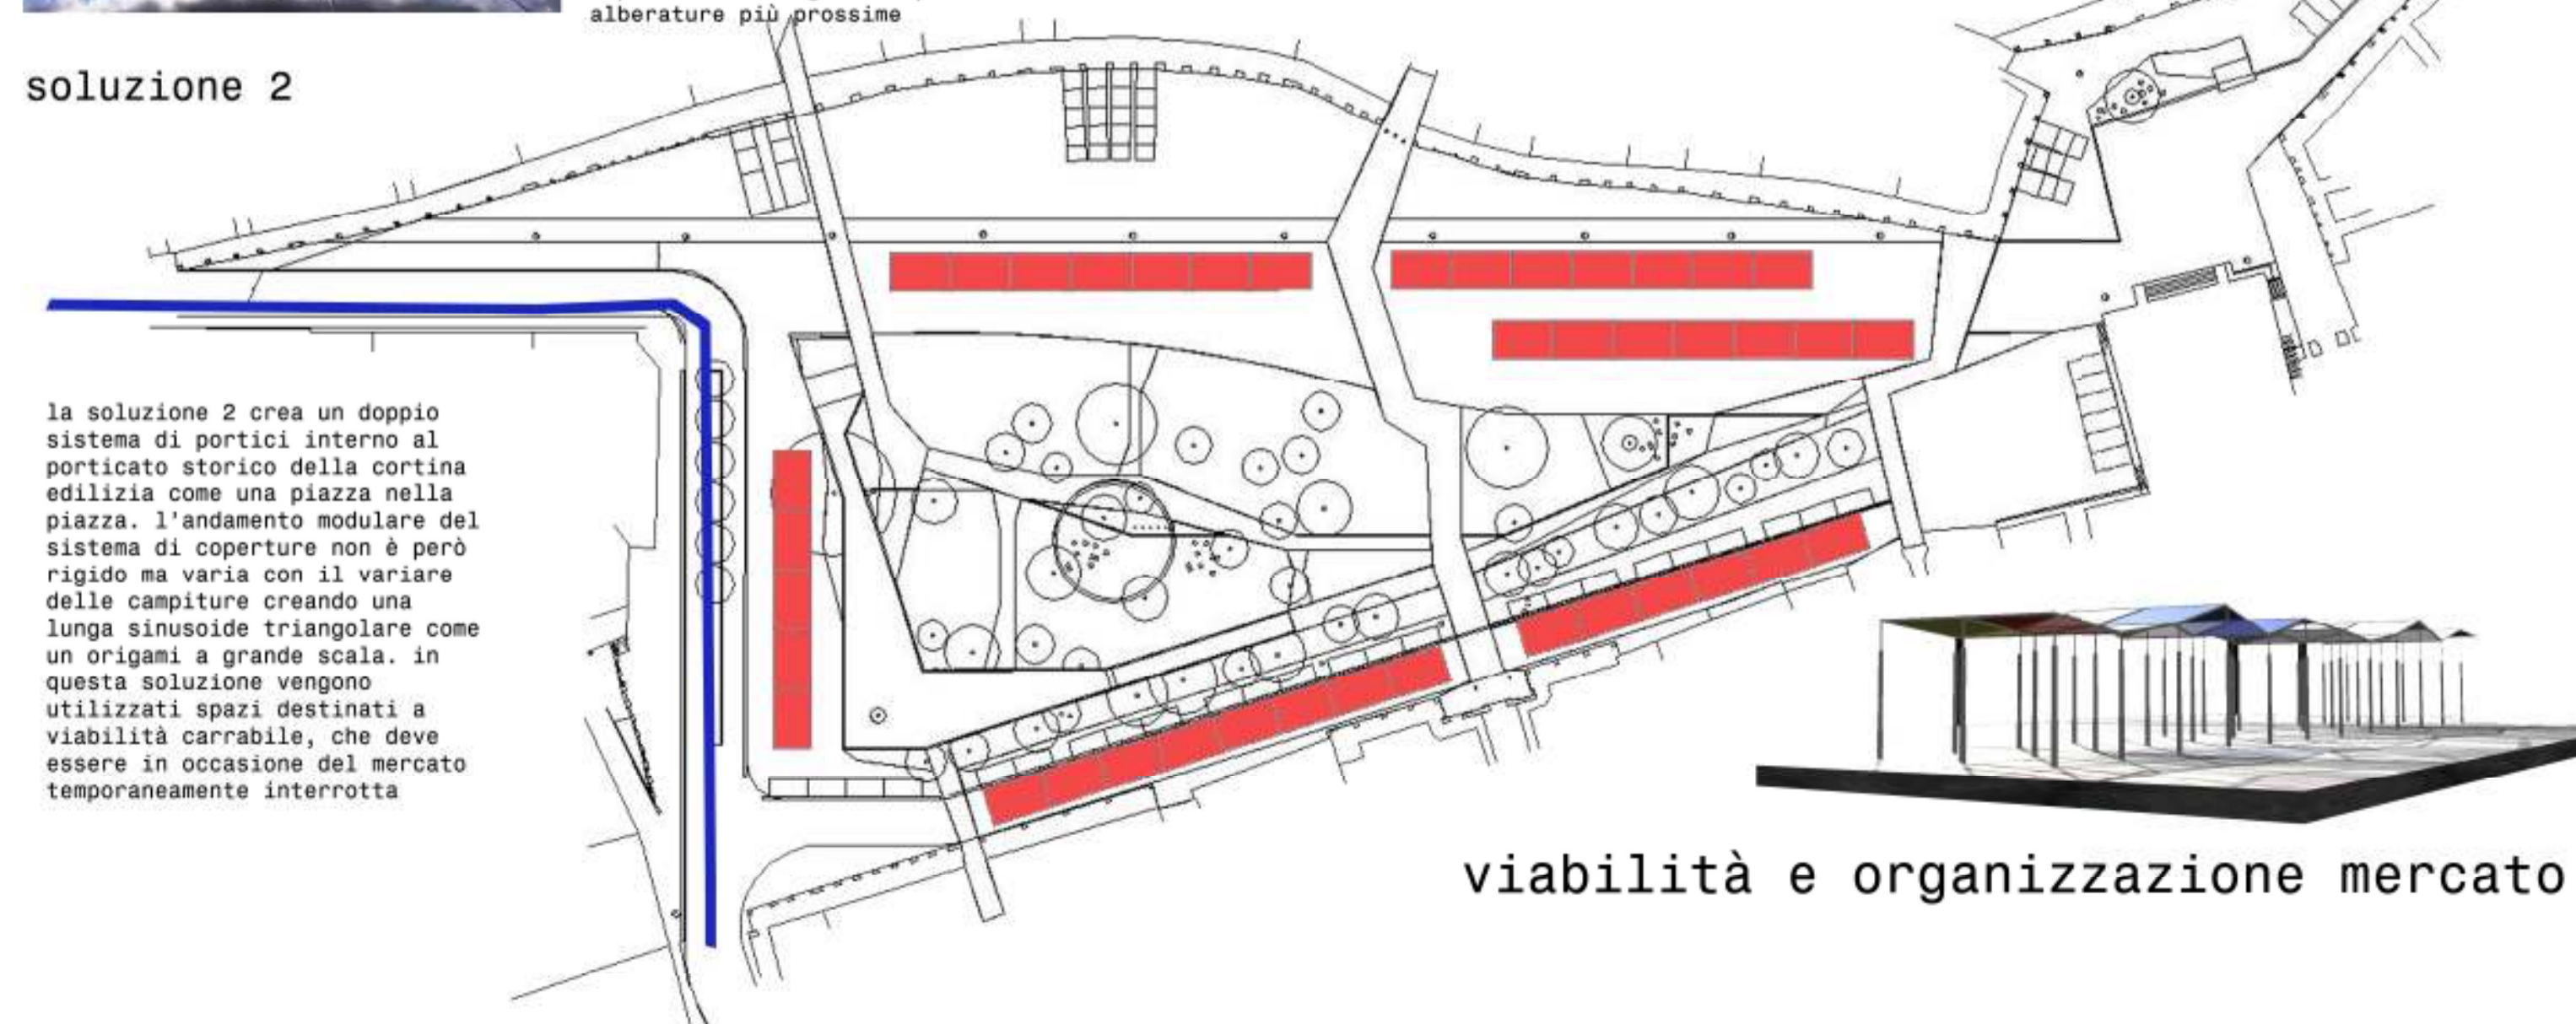 alberature più prossime
soluzione 2
la soluzione 2 crea un doppio
sistema di portici interno al
porticato storico della cortina
edilizia come una piazza nella
piazza. l'andamento modulare del
sistema di coperture non è però
rigido ma varia con il variare
delle campiture creando una
lunga sinusoide triangolare come
un origami a grande scala. in
questa soluzione vengono
utilizzati spazi destinati a
viabilità carrabile, che deve
essere in occasione del mercato
temporaneamente interrotta
viabilità e organizzazione mercato